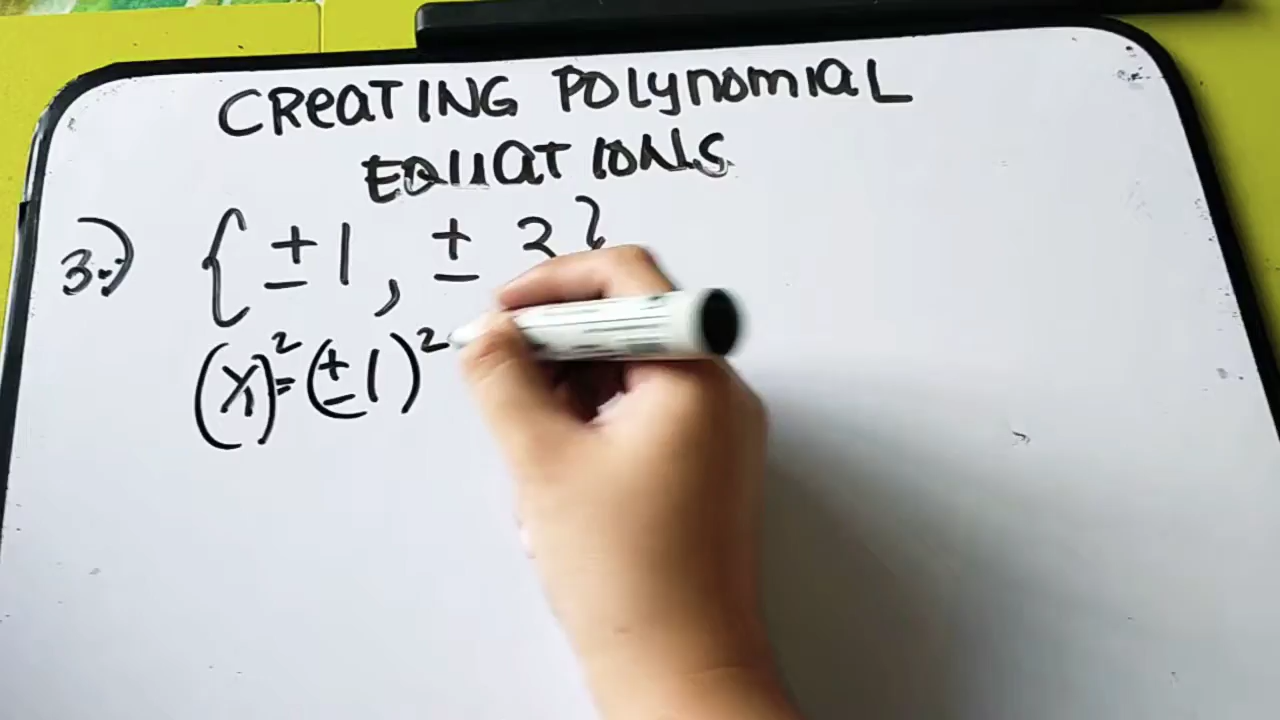 CReATING POLynomIAL
EQUATIONS
3.) { ± 1 , ± 3 }
(x)² = (± 1)²